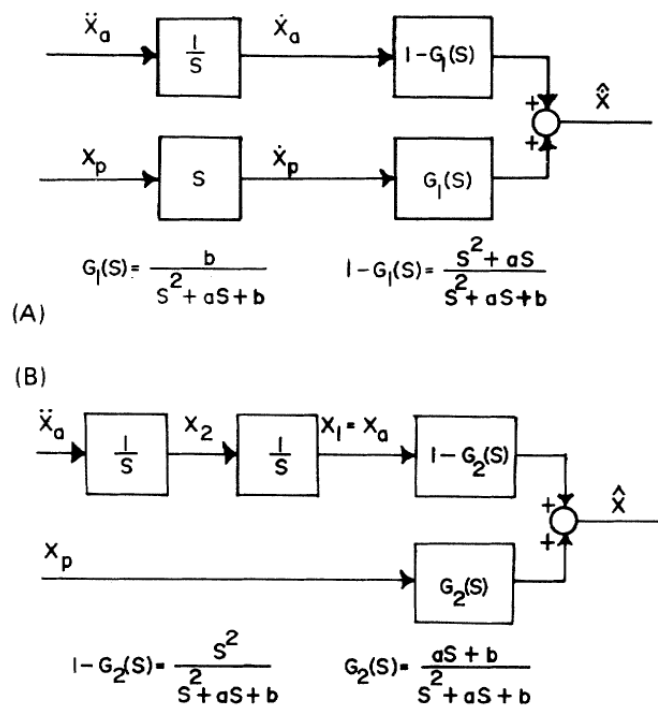 Ẍₐ 1/S Ẋₐ 1-G₁(S)
+
+
X̂̇
Xₚ S Ẋₚ G₁(S)
G₁(S) = b / (S² + aS + b) 1-G₁(S) = (S² + aS) / (S² + aS + b)
(A)
(B)
Ẍₐ 1/S X₂ 1/S X₁ = Xₐ 1-G₂(S)
+
+
X̂
Xₚ G₂(S)
1-G₂(S) = S² / (S² + aS + b) G₂(S) = (aS + b) / (S² + aS + b)